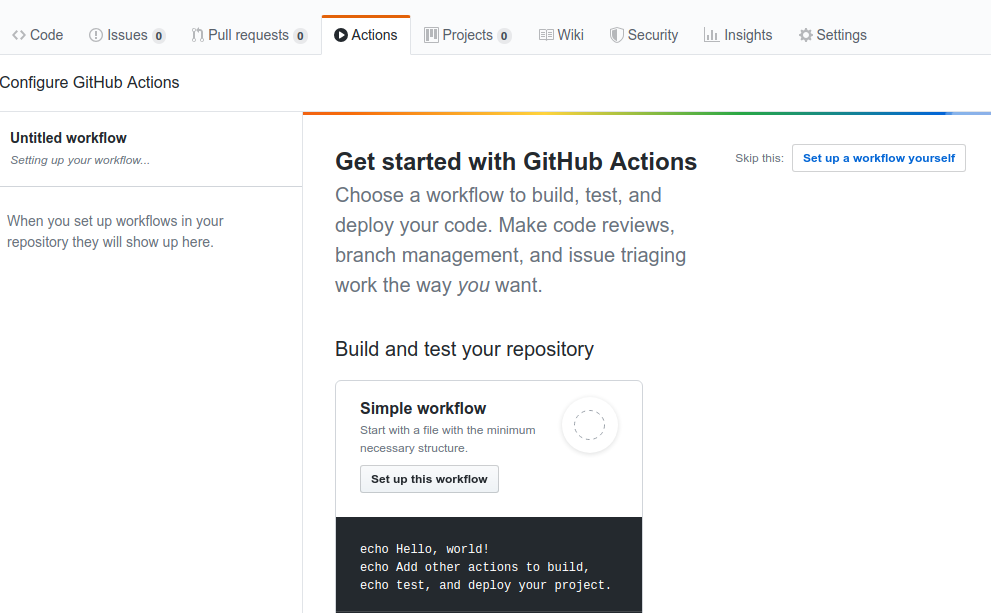 Code Issues 0 Pull requests 0 Actions Projects 0 Wiki Security Insights Settings
Configure GitHub Actions
Untitled workflow
Setting up your workflow...
When you set up workflows in your
repository they will show up here.
Get started with GitHub Actions
Skip this: Set up a workflow yourself
Choose a workflow to build, test, and
deploy your code. Make code reviews,
branch management, and issue triaging
work the way you want.
Build and test your repository
Simple workflow
Start with a file with the minimum
necessary structure.
Set up this workflow
echo Hello, world!
echo Add other actions to build,
echo test, and deploy your project.